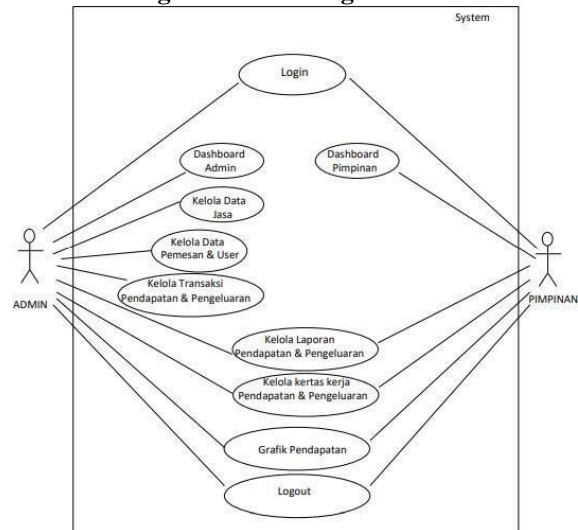 System
Login
Dashboard
Admin
Dashboard
Pimpinan
Kelola Data
Jasa
Kelola Data
Pemesan & User
Kelola Transaksi
Pendapatan & Pengeluaran
ADMIN
PIMPINAN
Kelola Laporan
Pendapatan & Pengeluaran
Kelola kertas kerja
Pendapatan & Pengeluaran
Grafik Pendapatan
Logout